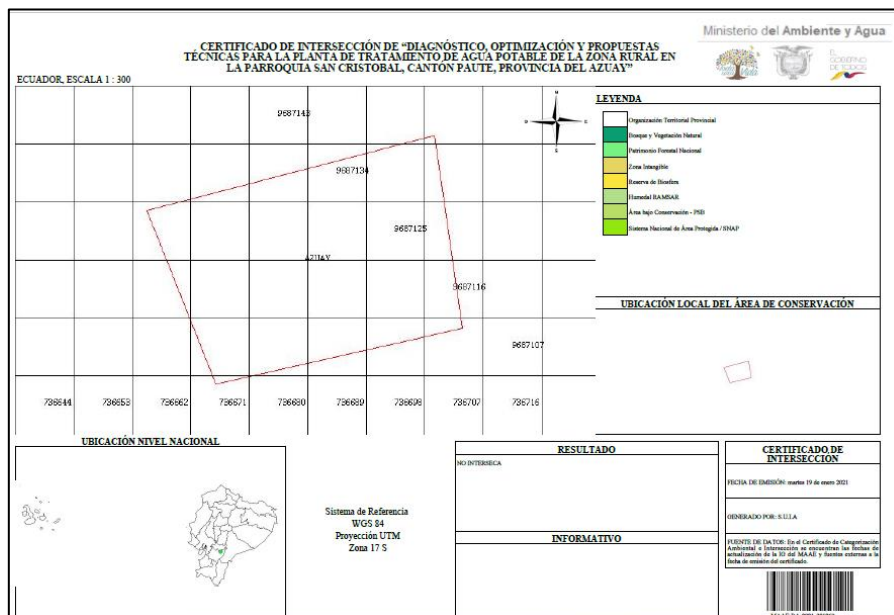 Ministerio del Ambiente y Agua
CERTIFICADO DE INTERSECCIÓN DE “DIAGNÓSTICO, OPTIMIZACIÓN Y PROPUESTAS
TÉCNICAS PARA LA PLANTA DE TRATAMIENTO DE AGUA POTABLE DE LA ZONA RURAL EN
LA PARROQUIA SAN CRISTOBAL, CANTÓN PAUTE, PROVINCIA DEL AZUAY”
EL GOBIERNO DE TODOS
ECUADOR, ESCALA 1 : 300
9687143
9687134
9687125
AZUAY
9687116
9687107
736644 736653 736662 736671 736680 736689 736698 736707 736716
LEYENDA
Organización Territorial Provincial
Bosque y Vegetación Natural
Patrimonio Forestal Nacional
Zona Intangible
Reserva de Biosfera
Humedal RAMSAR
Área bajo Conservación - PSB
Sistema Nacional de Área Protegida / SNAP
UBICACIÓN LOCAL DEL ÁREA DE CONSERVACIÓN
UBICACIÓN NIVEL NACIONAL
Sistema de Referencia
WGS 84
Proyección UTM
Zona 17 S
RESULTADO
NO INTERSECA
INFORMATIVO
CERTIFICADO DE
INTERSECCIÓN
FECHA DE EMISIÓN: martes 19 de enero 2021
GENERADO POR: S.U.I.A
FUENTE DE DATOS: En el Certificado de Categorización
Ambiental o Intersección se encuentran las fechas de
actualización de la IG del MAAE y fuentes externas a la
fecha de emisión del certificado.